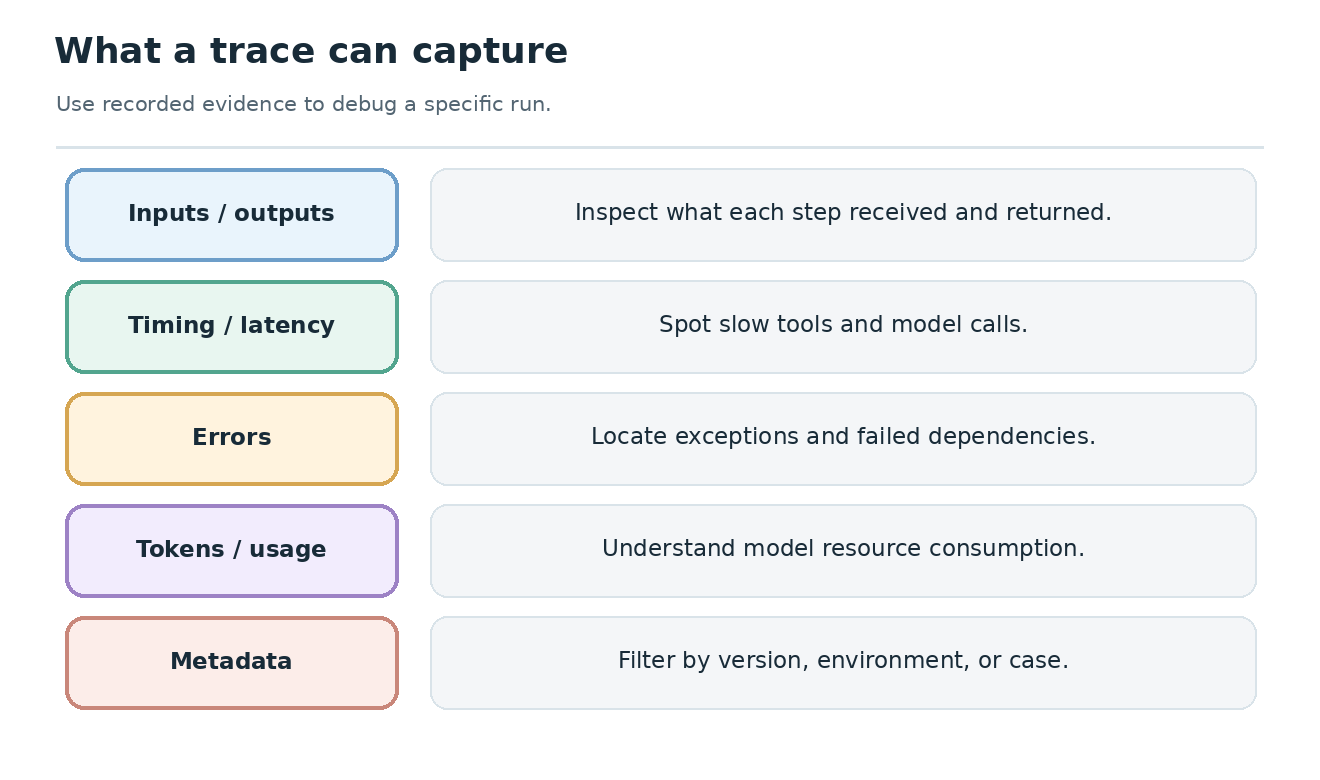 What a trace can capture
Use recorded evidence to debug a specific run.
Inputs / outputs
Inspect what each step received and returned.
Timing / latency
Spot slow tools and model calls.
Errors
Locate exceptions and failed dependencies.
Tokens / usage
Understand model resource consumption.
Metadata
Filter by version, environment, or case.